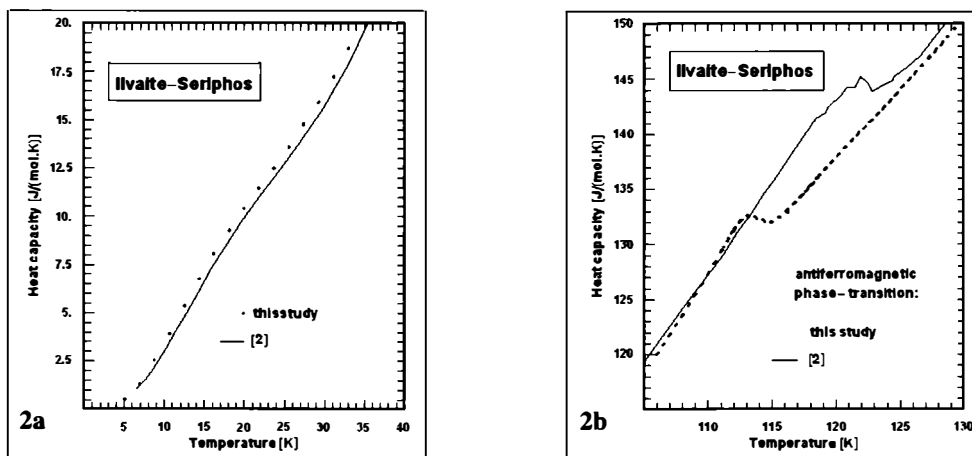 20.
17.5
15.
12.5
10.
7.5
5.
2.5
5
10
15
20
25
30
35
40
Heat capacity [J/(mol.K)]
Temperature [K]
Ilvaite–Seriphos
this study
[2]
2a
150
145
140
135
130
125
120
110
115
120
125
130
Heat capacity [J/(mol.K)]
Temperature [K]
Ilvaite–Seriphos
antiferromagnetic
phase–transition:
this study
[2]
2b